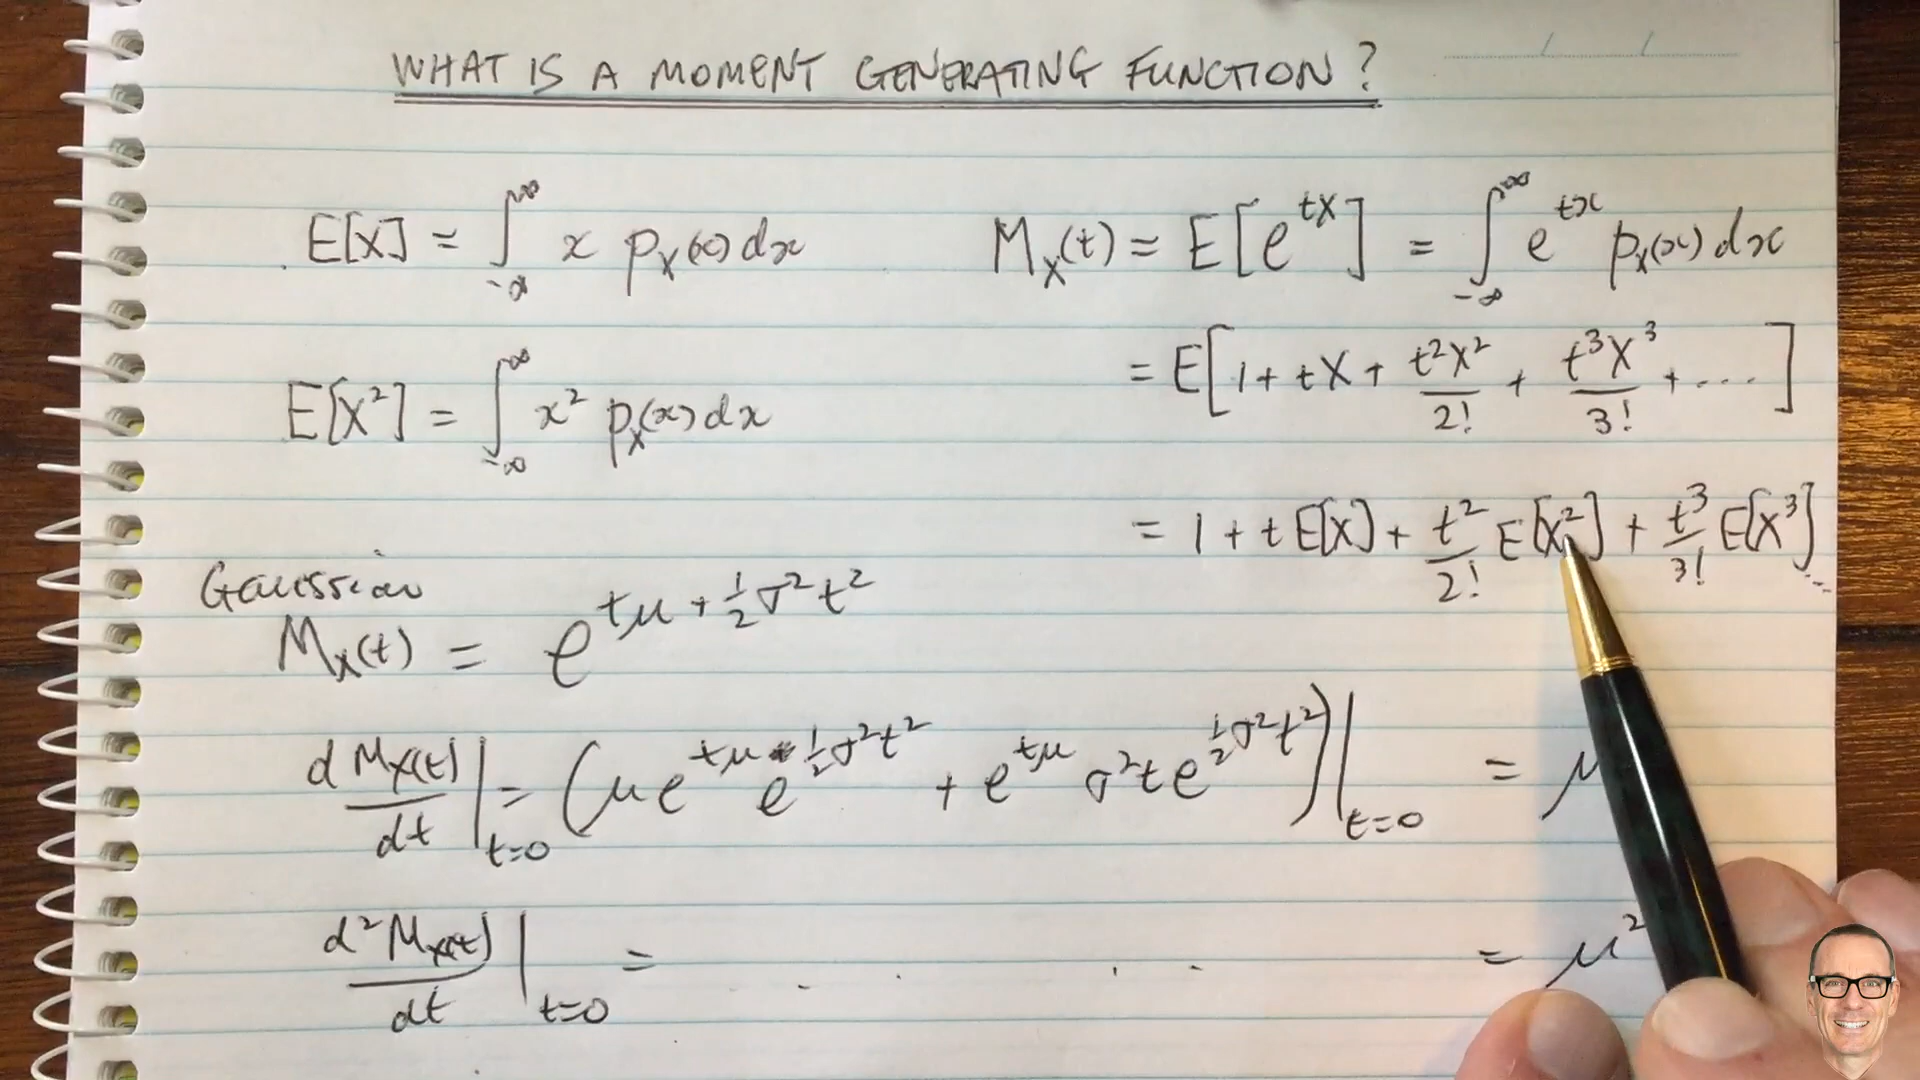 WHAT IS A MOMENT GENERATING FUNCTION?
E[X] = ∫_{-∞}^{∞} x p_X(x) dx
E[X²] = ∫_{-∞}^{∞} x² p_X(x) dx
M_X(t) = E[e^{tX}] = ∫_{-∞}^{∞} e^{tx} p_X(x) dx
= E[1 + tX + t²X²/2! + t³X³/3! + ....]
= 1 + t E[X] + t²/2! E[X²] + t³/3! E[X³] ...
Gaussian
M_X(t) = e^{tμ + ½σ²t²}
dM_X(t)/dt |_{t=0} = (μe^{tμ} e^{½σ²t²} + e^{tμ} σ²t e^{½σ²t²})|_{t=0} = μ
d²M_X(t)/dt |_{t=0} = . . . . = μ²